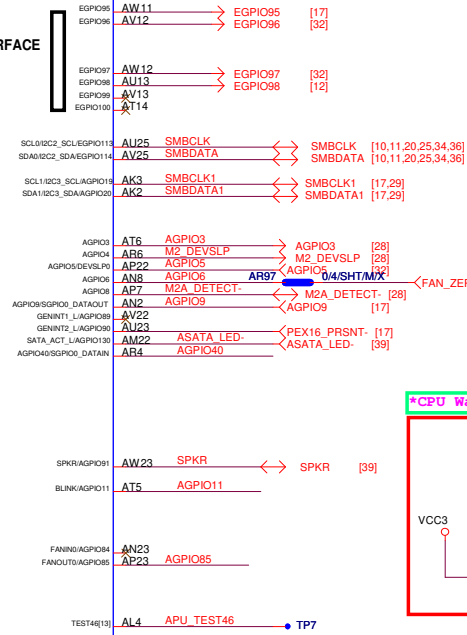 EGPIO95 AW11 EGPIO95 [17]
EGPIO96 AV12 EGPIO96 [32]
RFACE
EGPIO97 AW12 EGPIO97 [32]
EGPIO98 AU13 EGPIO98 [12]
EGPIO99 AV13
EGPIO100 AT14
SCL0/I2C2_SCL/EGPIO113 AU25 SMBCLK SMBCLK [10,11,20,25,34,36]
SDA0/I2C2_SDA/EGPIO114 AV25 SMBDATA SMBDATA [10,11,20,25,34,36]
SCL1/I2C3_SCL/AGPIO19 AK3 SMBCLK1 SMBCLK1 [17,29]
SDA1/I2C3_SDA/AGPIO20 AK2 SMBDATA1 SMBDATA1 [17,29]
AGPIO3 AT6 AGPIO3 AGPIO3 [28]
AGPIO4 AR6 M2_DEVSLP M2_DEVSLP [28]
AGPIO5/DEVSLP0 AP22 AGPIO5 AGPIO5 [32]
AGPIO6 AN8 AGPIO6 AR97 0/4/SHT/M/X FAN_ZER
AGPIO8 AP7 M2A_DETECT- M2A_DETECT- [28]
AGPIO9/SGPIO0_DATAOUT AN2 AGPIO9 AGPIO9 [17]
GENINT1_L/AGPIO89 AV22
GENINT2_L/AGPIO90 AU23 PEX16_PRSNT- [17]
SATA_ACT_L/AGPIO130 AM22 ASATA_LED- ASATA_LED- [39]
AGPIO40/SGPIO0_DATAIN AR4 AGPIO40
*CPU Wa
SPKR/AGPIO91 AW23 SPKR SPKR [39]
BLINK/AGPIO11 AT5 AGPIO11
VCC3
FANIN0/AGPIO84 AN23
FANOUT0/AGPIO85 AP23 AGPIO85
TEST46[13] AL4 APU_TEST46 TP7